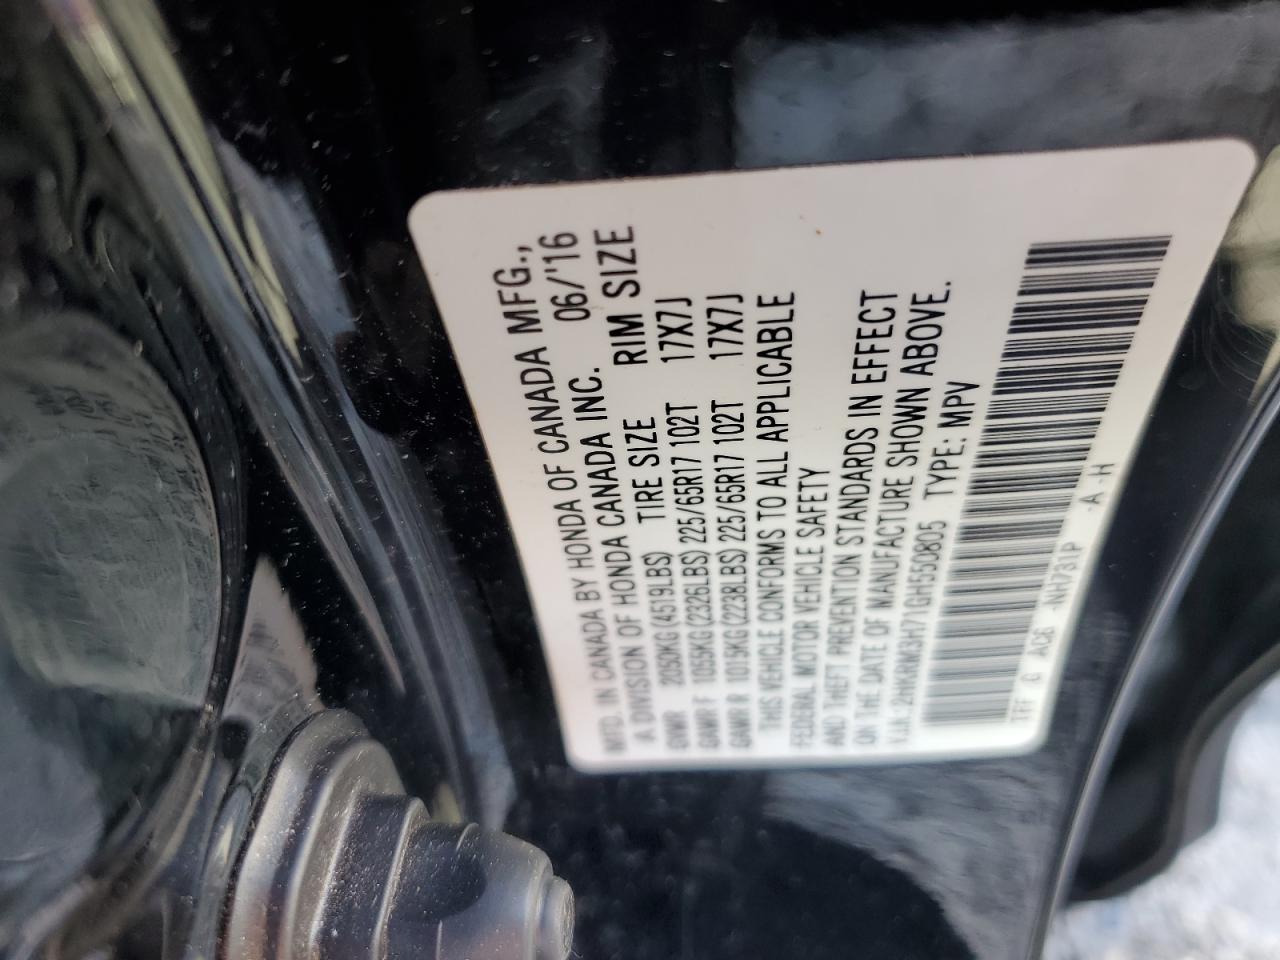 MFTD. IN CANADA BY HONDA OF CANADA MFG.,
A DIVISION OF HONDA CANADA INC. 06/'16
GVWR 2050KG (4519LBS) TIRE SIZE RIM SIZE
GAWR F 1055KG (2326LBS) 225/65R17 102T 17X7J
GAWR R 1015KG (2238LBS) 225/65R17 102T 17X7J
THIS VEHICLE CONFORMS TO ALL APPLICABLE
FEDERAL MOTOR VEHICLE SAFETY
AND THEFT PREVENTION STANDARDS IN EFFECT
ON THE DATE OF MANUFACTURE SHOWN ABOVE.
V.I.N.: 2HKRM3H71GH550805 TYPE: MPV
TFF G AC6 -NH731P -A -H